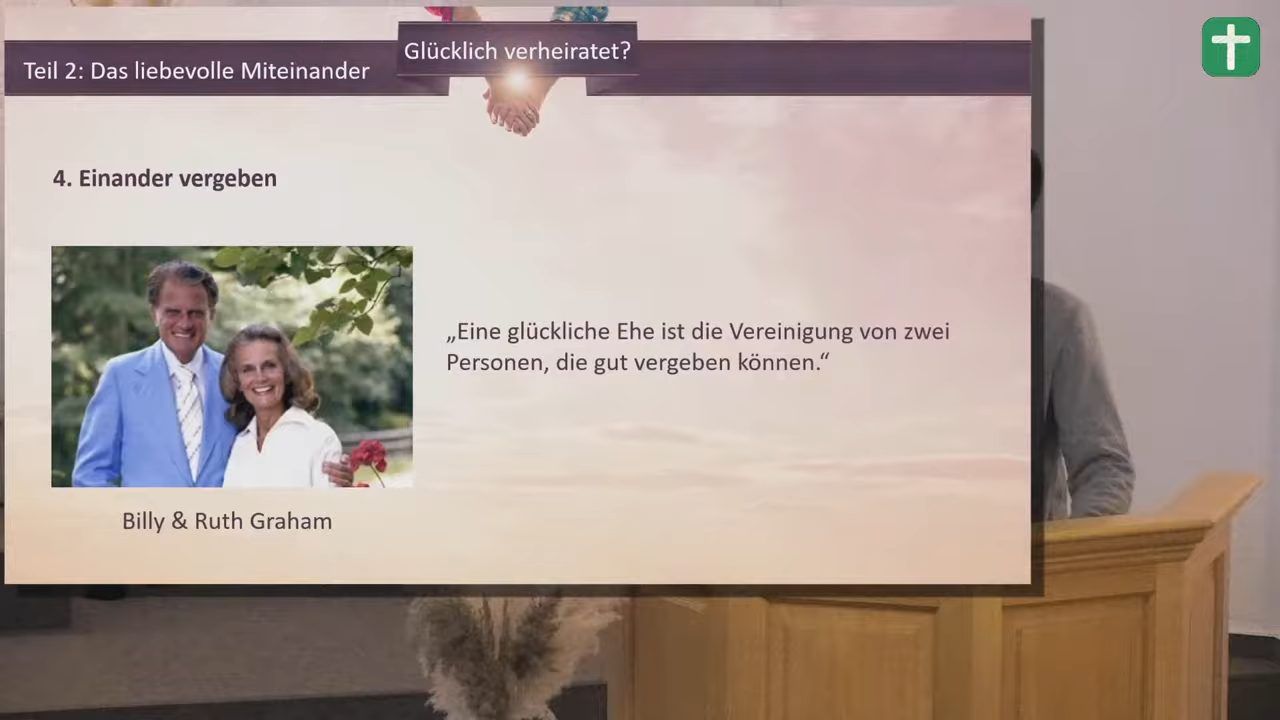 Glücklich verheiratet?
Teil 2: Das liebevolle Miteinander
4. Einander vergeben
„Eine glückliche Ehe ist die Vereinigung von zwei
Personen, die gut vergeben können.“
Billy & Ruth Graham